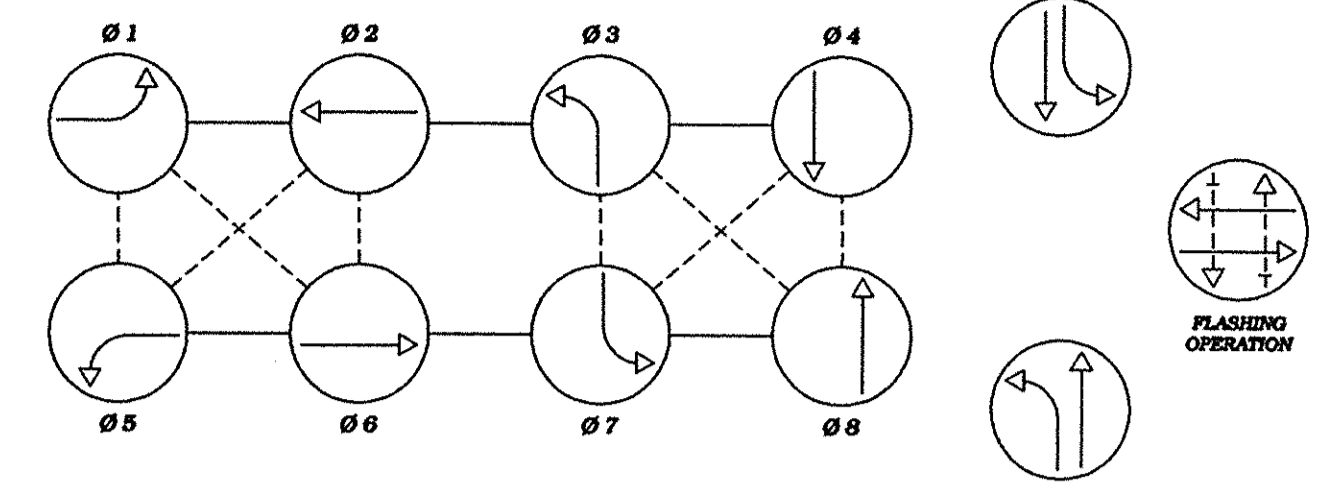 Ø 1
Ø 2
Ø 3
Ø 4
Ø 5
Ø 6
Ø 7
Ø 8
FLASHING
OPERATION